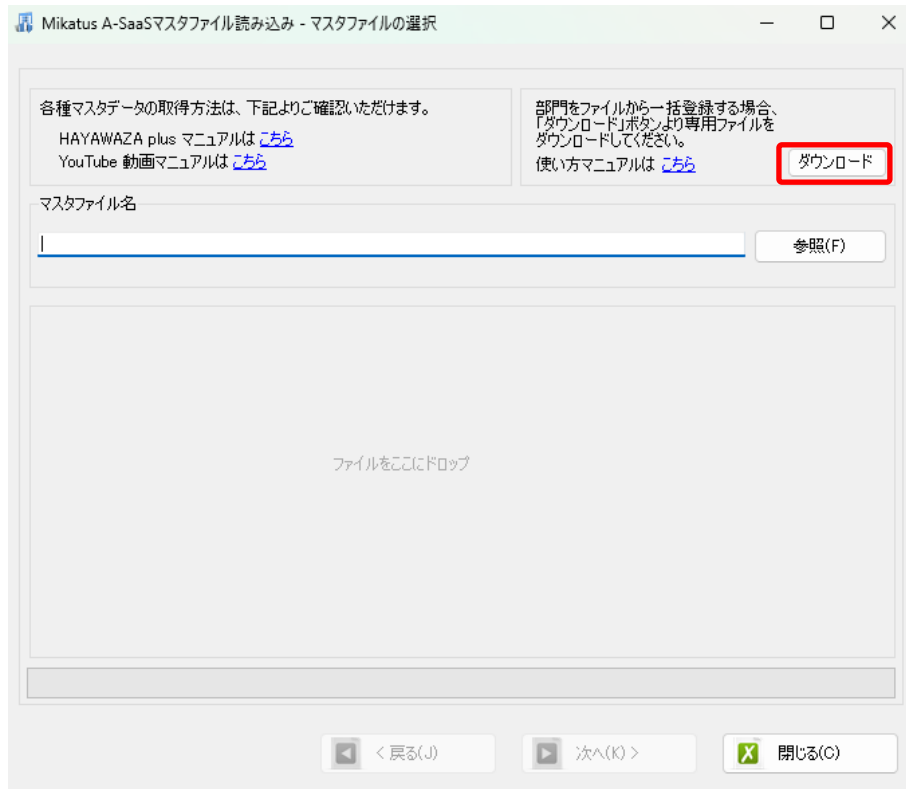 Mikatus A-SaaSマスタファイル読み込み - マスタファイルの選択
各種マスタデータの取得方法は、下記よりご確認いただけます。
HAYAWAZA plus マニュアルは こちら
YouTube 動画マニュアルは こちら
部門をファイルから一括登録する場合、
「ダウンロード」ボタンより専用ファイルを
ダウンロードしてください。
使い方マニュアルは こちら
ダウンロード
マスタファイル名
参照(F)
ファイルをここにドロップ
< 戻る(J)
次へ(K) >
閉じる(C)